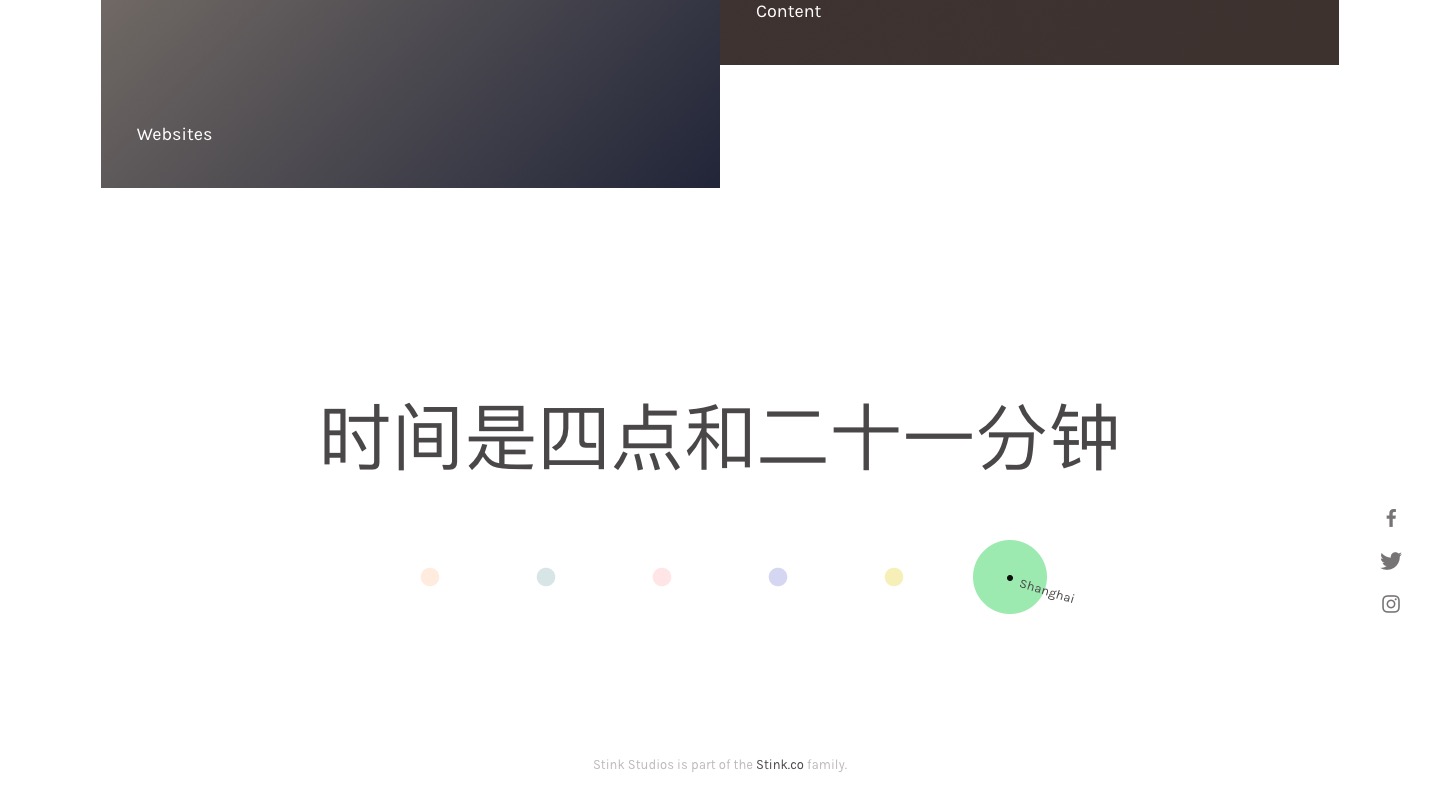 Content
Websites
时间是四点和二十一分钟
Shanghai
Stink Studios is part of the Stink.co family.